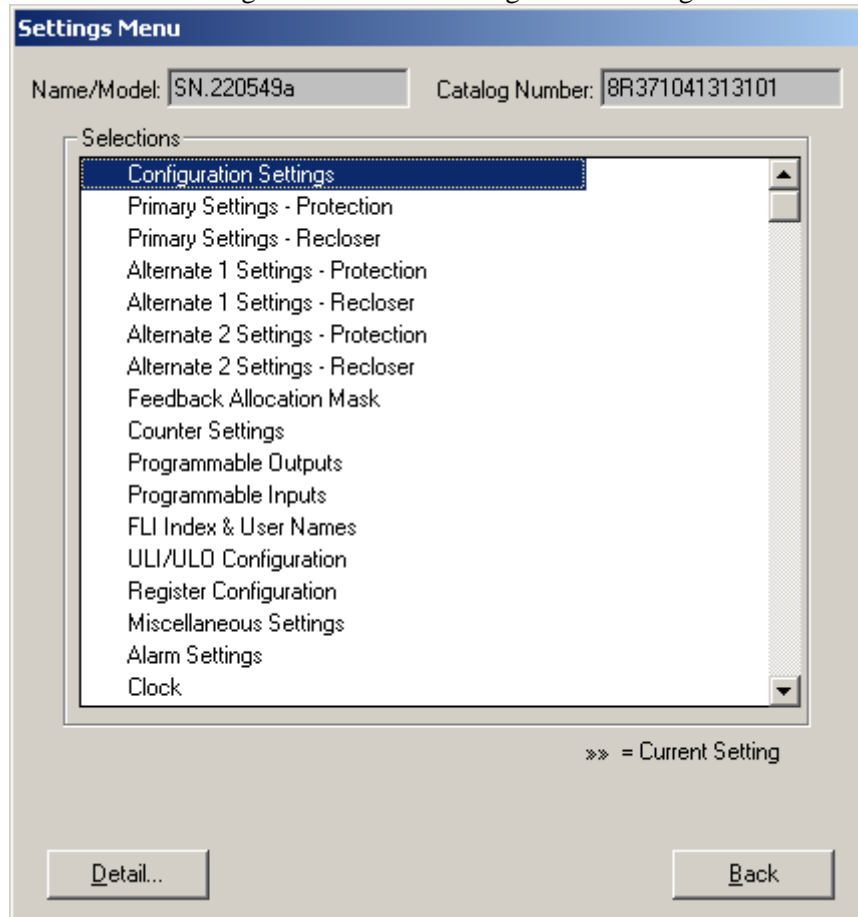 Settings Menu
Name/Model: SN.220549a Catalog Number: 8R371041313101
Selections
Configuration Settings
Primary Settings - Protection
Primary Settings - Recloser
Alternate 1 Settings - Protection
Alternate 1 Settings - Recloser
Alternate 2 Settings - Protection
Alternate 2 Settings - Recloser
Feedback Allocation Mask
Counter Settings
Programmable Outputs
Programmable Inputs
FLI Index & User Names
ULI/ULO Configuration
Register Configuration
Miscellaneous Settings
Alarm Settings
Clock
»» = Current Setting
Detail... Back